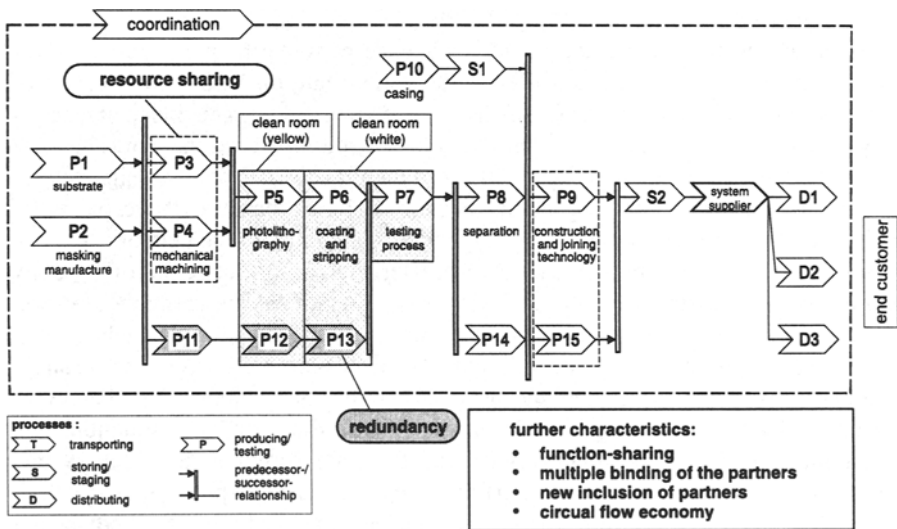 coordination
resource sharing
P10
S1
casing
clean room
(yellow)
clean room
(white)
P1
substrate
P3
P5
P6
P7
P8
P9
S2
system
supplier
D1
P2
masking
manufacture
P4
mechanical
machining
photolitho-
graphy
coating
and
stripping
testing
process
separation
construction
and joining
technology
D2
P11
P12
P13
P14
P15
D3
end customer
redundancy
processes :
T
transporting
P
producing/
testing
S
storing/
staging
predecessor-/
successor-
relationship
D
distributing
further characteristics:
• function-sharing
• multiple binding of the partners
• new inclusion of partners
• circual flow economy